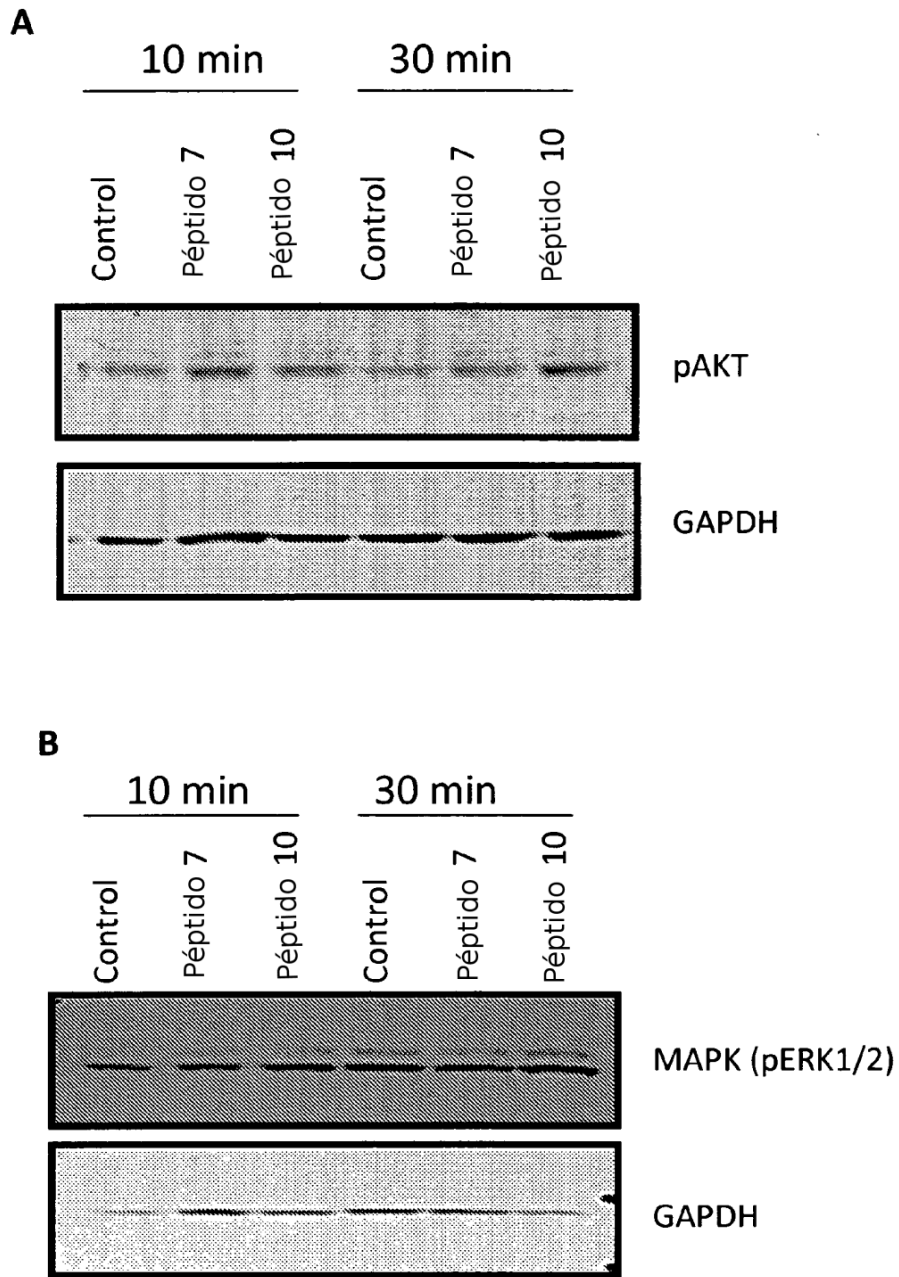 A
10 min 30 min
Control Péptido 7 Péptido 10 Control Péptido 7 Péptido 10
pAKT
GAPDH
B
10 min 30 min
Control Péptido 7 Péptido 10 Control Péptido 7 Péptido 10
MAPK (pERK1/2)
GAPDH